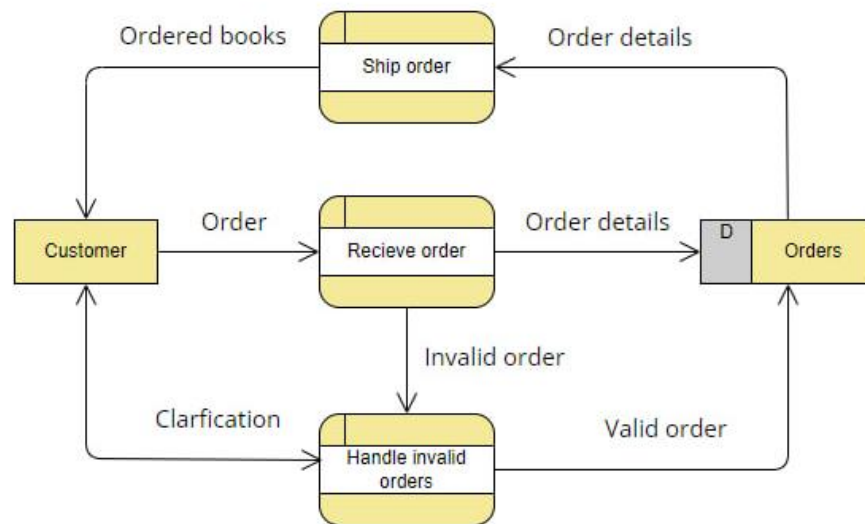 Ordered books
Ship order
Order details
Customer
Order
Recieve order
Order details
D
Orders
Invalid order
Clarfication
Handle invalid
orders
Valid order